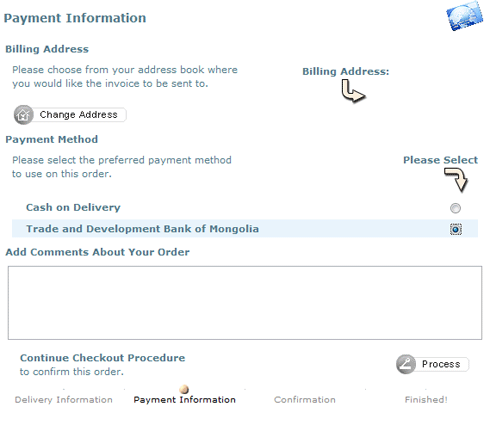 Payment Information
Billing Address
Please choose from your address book where
you would like the invoice to be sent to.
Billing Address:
Change Address
Payment Method
Please select the preferred payment method
to use on this order.
Please Select
Cash on Delivery
Trade and Development Bank of Mongolia
Add Comments About Your Order
Continue Checkout Procedure
to confirm this order.
Process
Delivery Information
Payment Information
Confirmation
Finished!